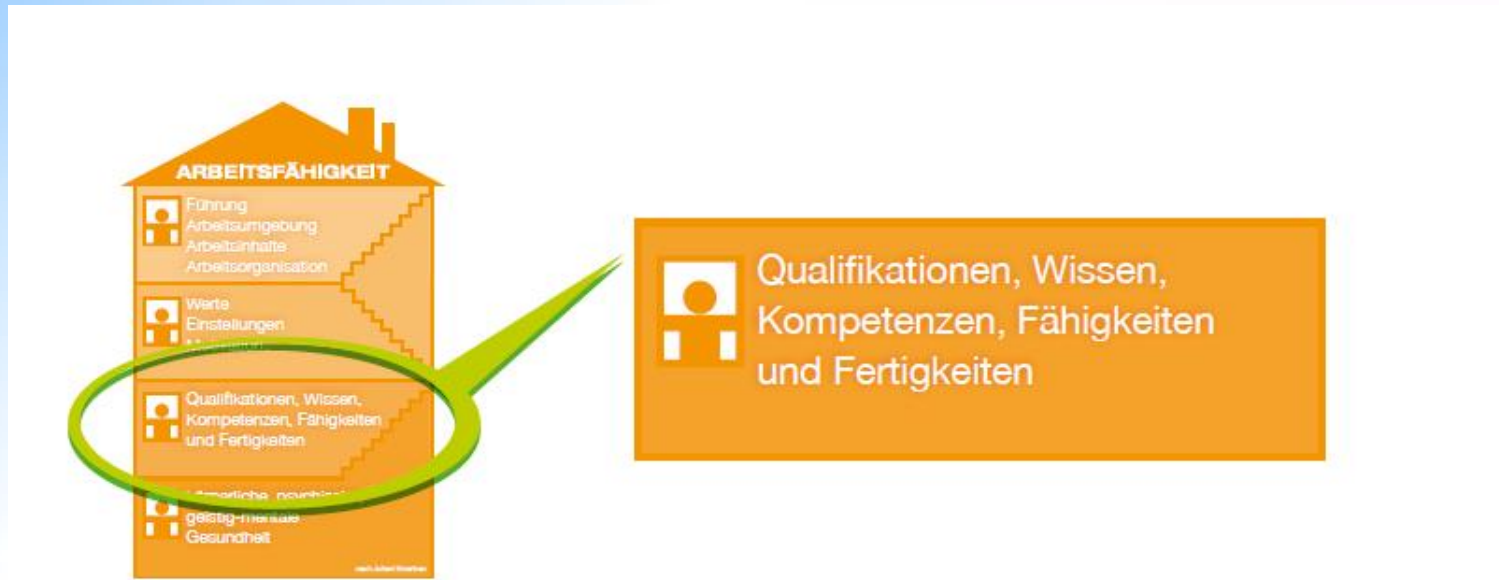 ARBEITSFÄHIGKEIT
Führung
Arbeitsumgebung
Arbeitsinhalte
Arbeitsorganisation
Werte
Einstellungen
Qualifikationen, Wissen,
Kompetenzen, Fähigkeiten
und Fertigkeiten
geistig-mentale
Gesundheit
Qualifikationen, Wissen,
Kompetenzen, Fähigkeiten
und Fertigkeiten